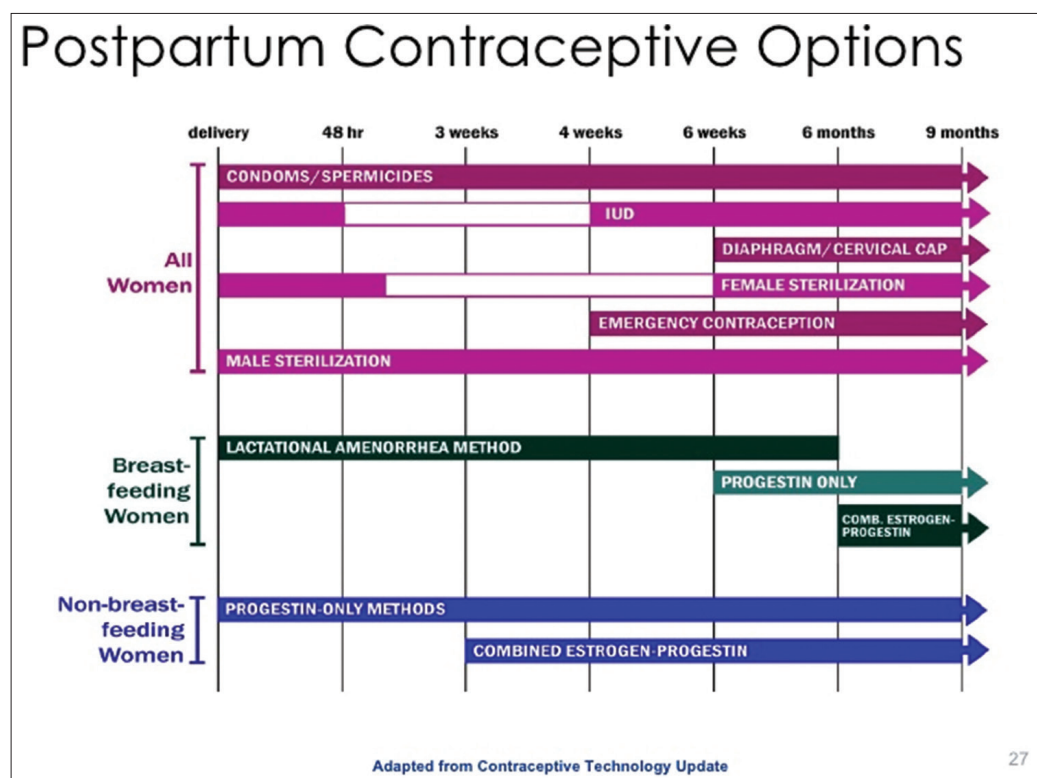 Postpartum Contraceptive Options
delivery 48 hr 3 weeks 4 weeks 6 weeks 6 months 9 months
All
Women
CONDOMS/SPERMICIDES
IUD
DIAPHRAGM/CERVICAL CAP
FEMALE STERILIZATION
EMERGENCY CONTRACEPTION
MALE STERILIZATION
Breast-
feeding
Women
LACTATIONAL AMENORRHEA METHOD
PROGESTIN ONLY
COMB. ESTROGEN-
PROGESTIN
Non-breast-
feeding
Women
PROGESTIN-ONLY METHODS
COMBINED ESTROGEN-PROGESTIN
Adapted from Contraceptive Technology Update
27